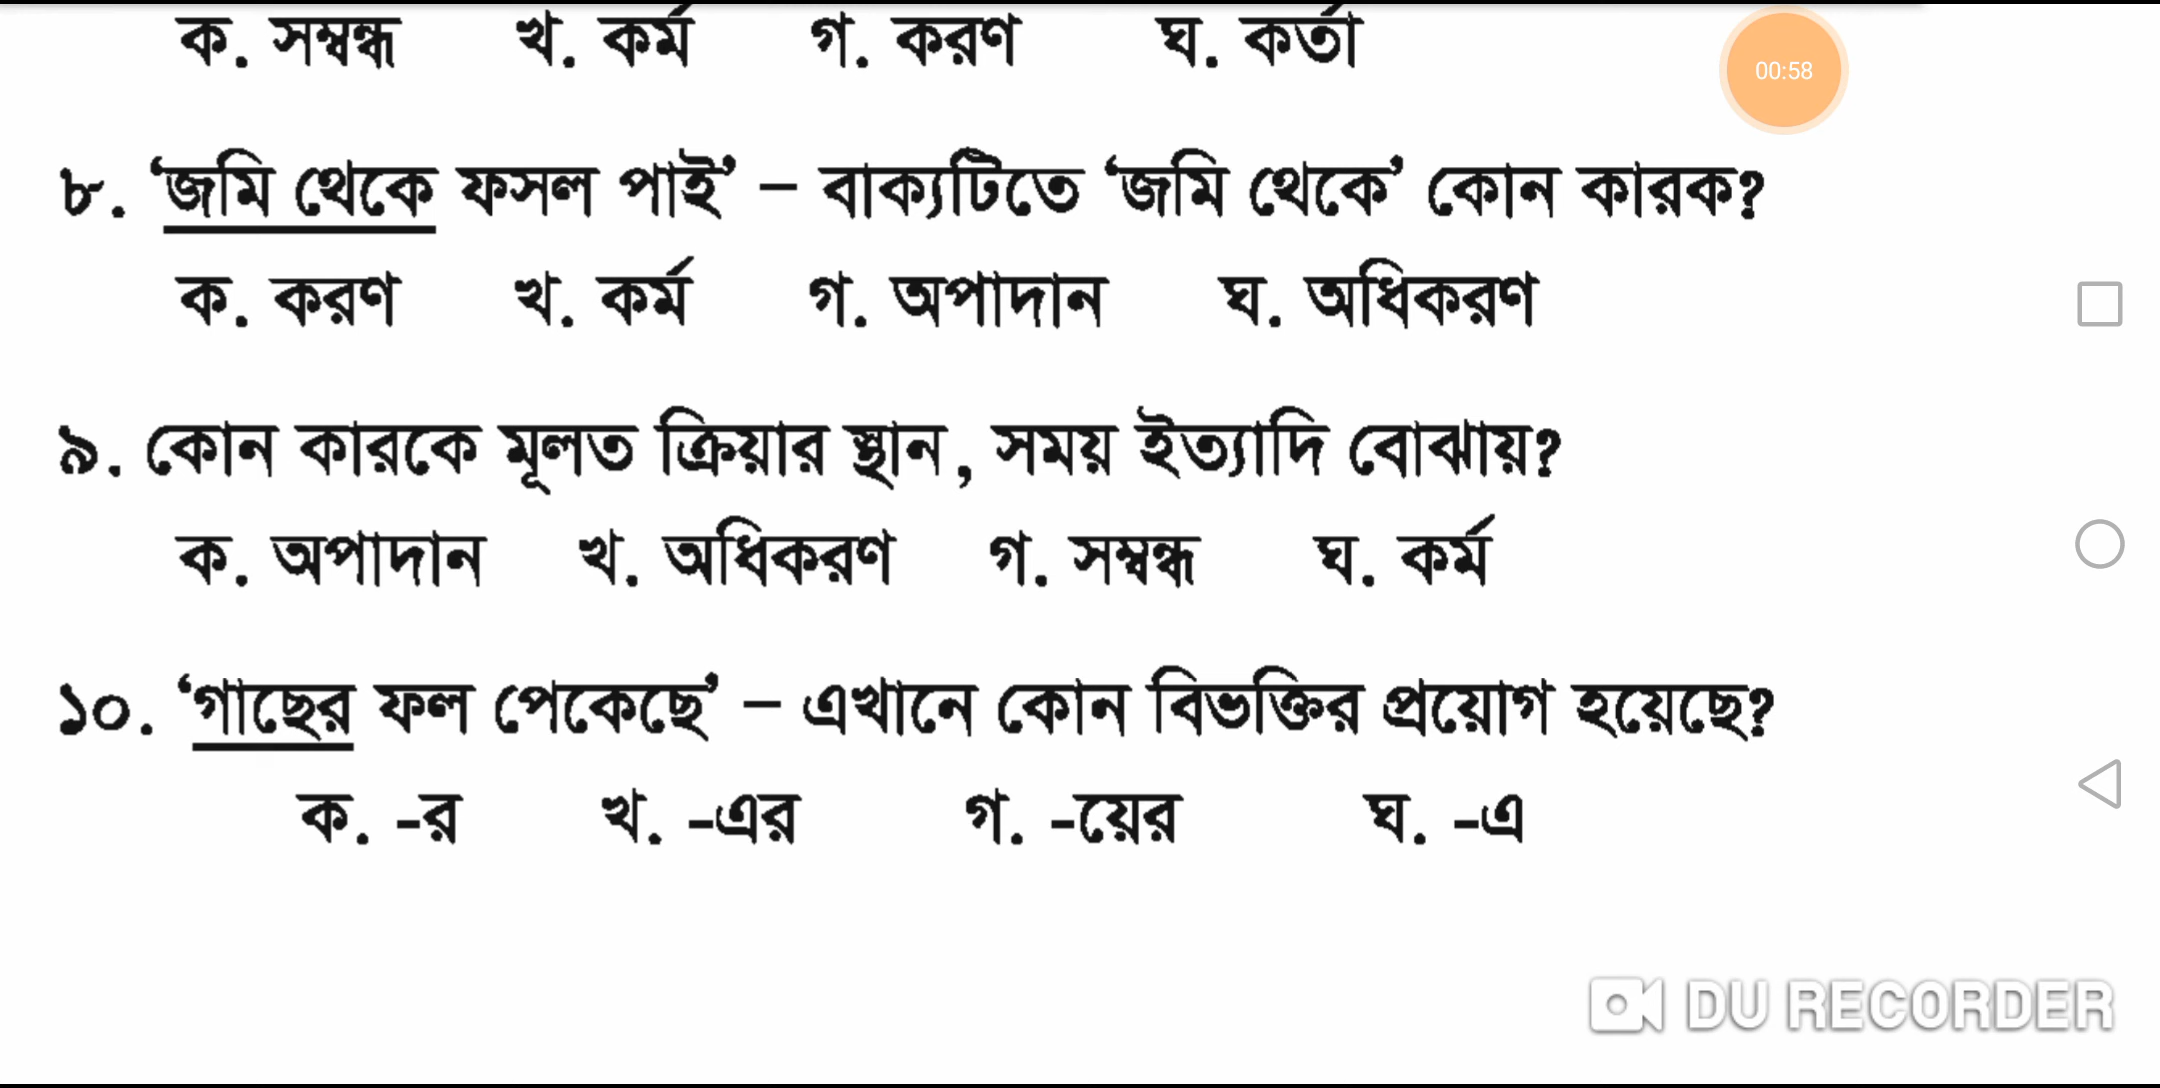 ক. সম্বন্ধ খ. কর্ম গ. করণ ঘ. কর্তা
00:58
৮. ‘জমি থেকে ফসল পাই’ – বাক্যটিতে ‘জমি থেকে’ কোন কারক?
ক. করণ খ. কর্ম গ. অপাদান ঘ. অধিকরণ
৯. কোন কারকে মূলত ক্রিয়ার স্থান, সময় ইত্যাদি বোঝায়?
ক. অপাদান খ. অধিকরণ গ. সম্বন্ধ ঘ. কর্ম
১০. ‘গাছের ফল পেকেছে’ – এখানে কোন বিভক্তির প্রয়োগ হয়েছে?
ক. -র খ. -এর গ. -য়ের ঘ. -এ
DU RECORDER